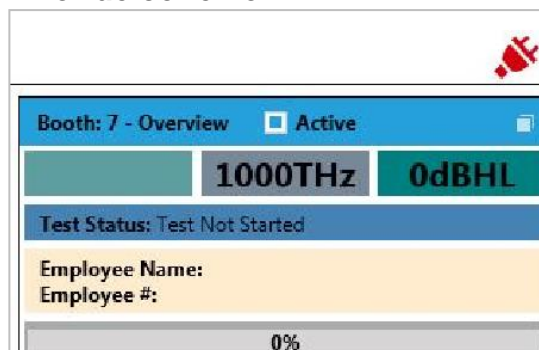 Booth: 7 - Overview Active
1000THz 0dBHL
Test Status: Test Not Started
Employee Name:
Employee #:
0%